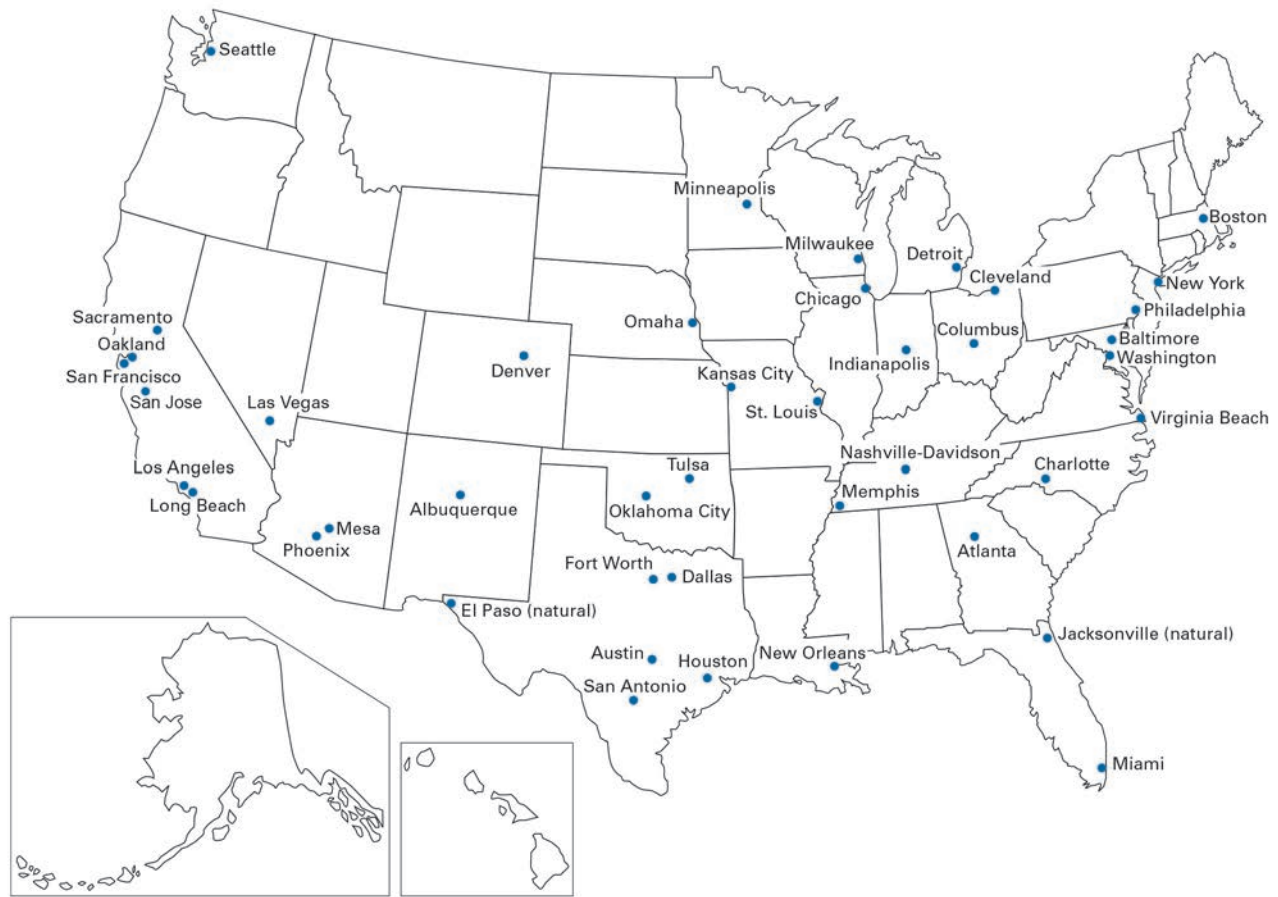 Seattle
Minneapolis
Boston
Milwaukee
Detroit
Cleveland
New York
Chicago
Philadelphia
Sacramento
Omaha
Columbus
Baltimore
Oakland
Washington
Indianapolis
Denver
Kansas City
San Francisco
San Jose
Las Vegas
St. Louis
Virginia Beach
Nashville-Davidson
Los Angeles
Tulsa
Charlotte
Memphis
Long Beach
Albuquerque
Oklahoma City
Mesa
Phoenix
Atlanta
Fort Worth
Dallas
El Paso (natural)
Jacksonville (natural)
Austin
Houston
New Orleans
San Antonio
Miami